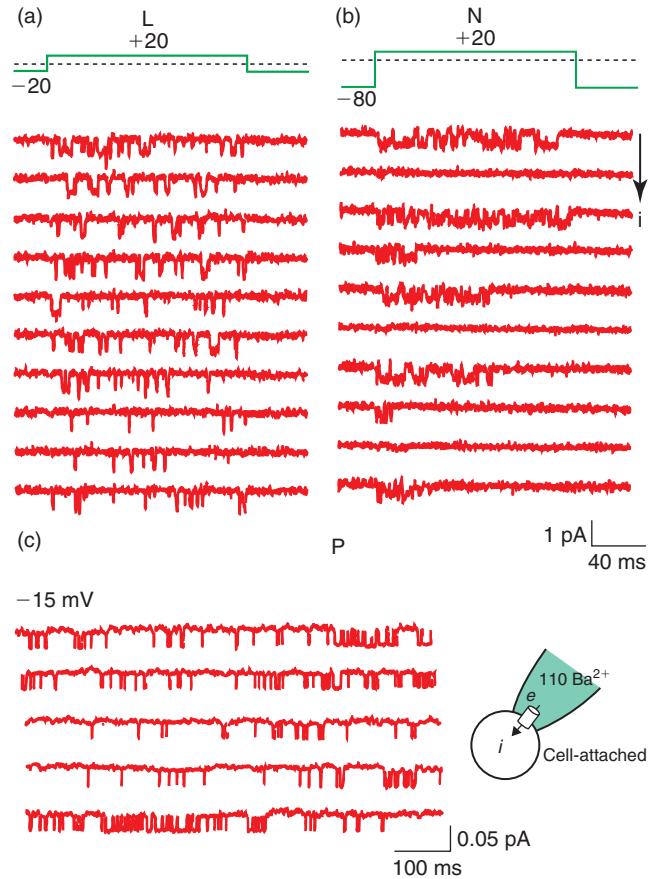 (a) L
+20
−20
(b) N
+20
−80
i
1 pA
40 ms
(c) P
−15 mV
110 Ba²⁺
e
i
Cell-attached
0.05 pA
100 ms